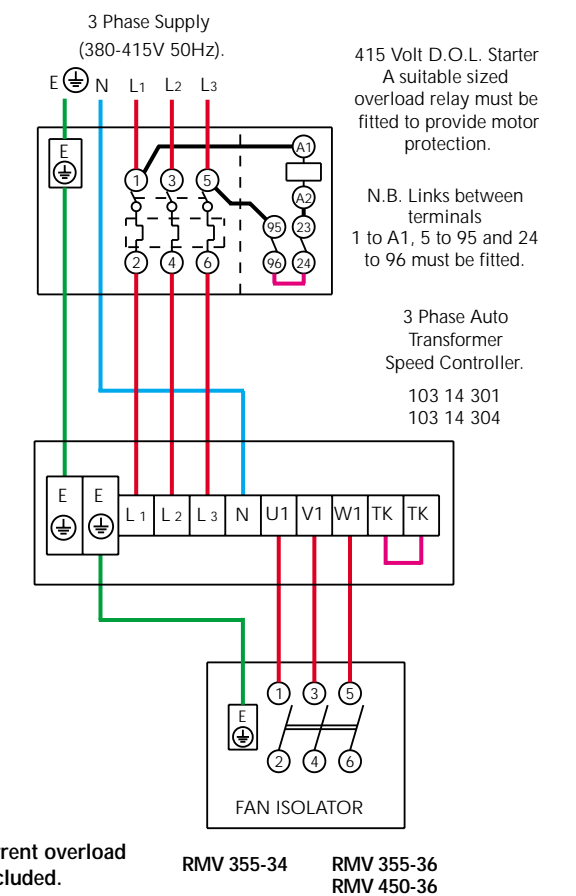 3 Phase Supply
(380-415V 50Hz).
E N L1 L2 L3
415 Volt D.O.L. Starter
A suitable sized
overload relay must be
fitted to provide motor
protection.
N.B. Links between
terminals
1 to A1, 5 to 95 and 24
to 96 must be fitted.
E
A1
1 3 5
A2
95 23
2 4 6 96 24
3 Phase Auto
Transformer
Speed Controller.
103 14 301
103 14 304
E E L1 L2 L3 N U1 V1 W1 TK TK
E
1 3 5
2 4 6
FAN ISOLATOR
overload
RMV 355-34 RMV 355-36
RMV 450-36